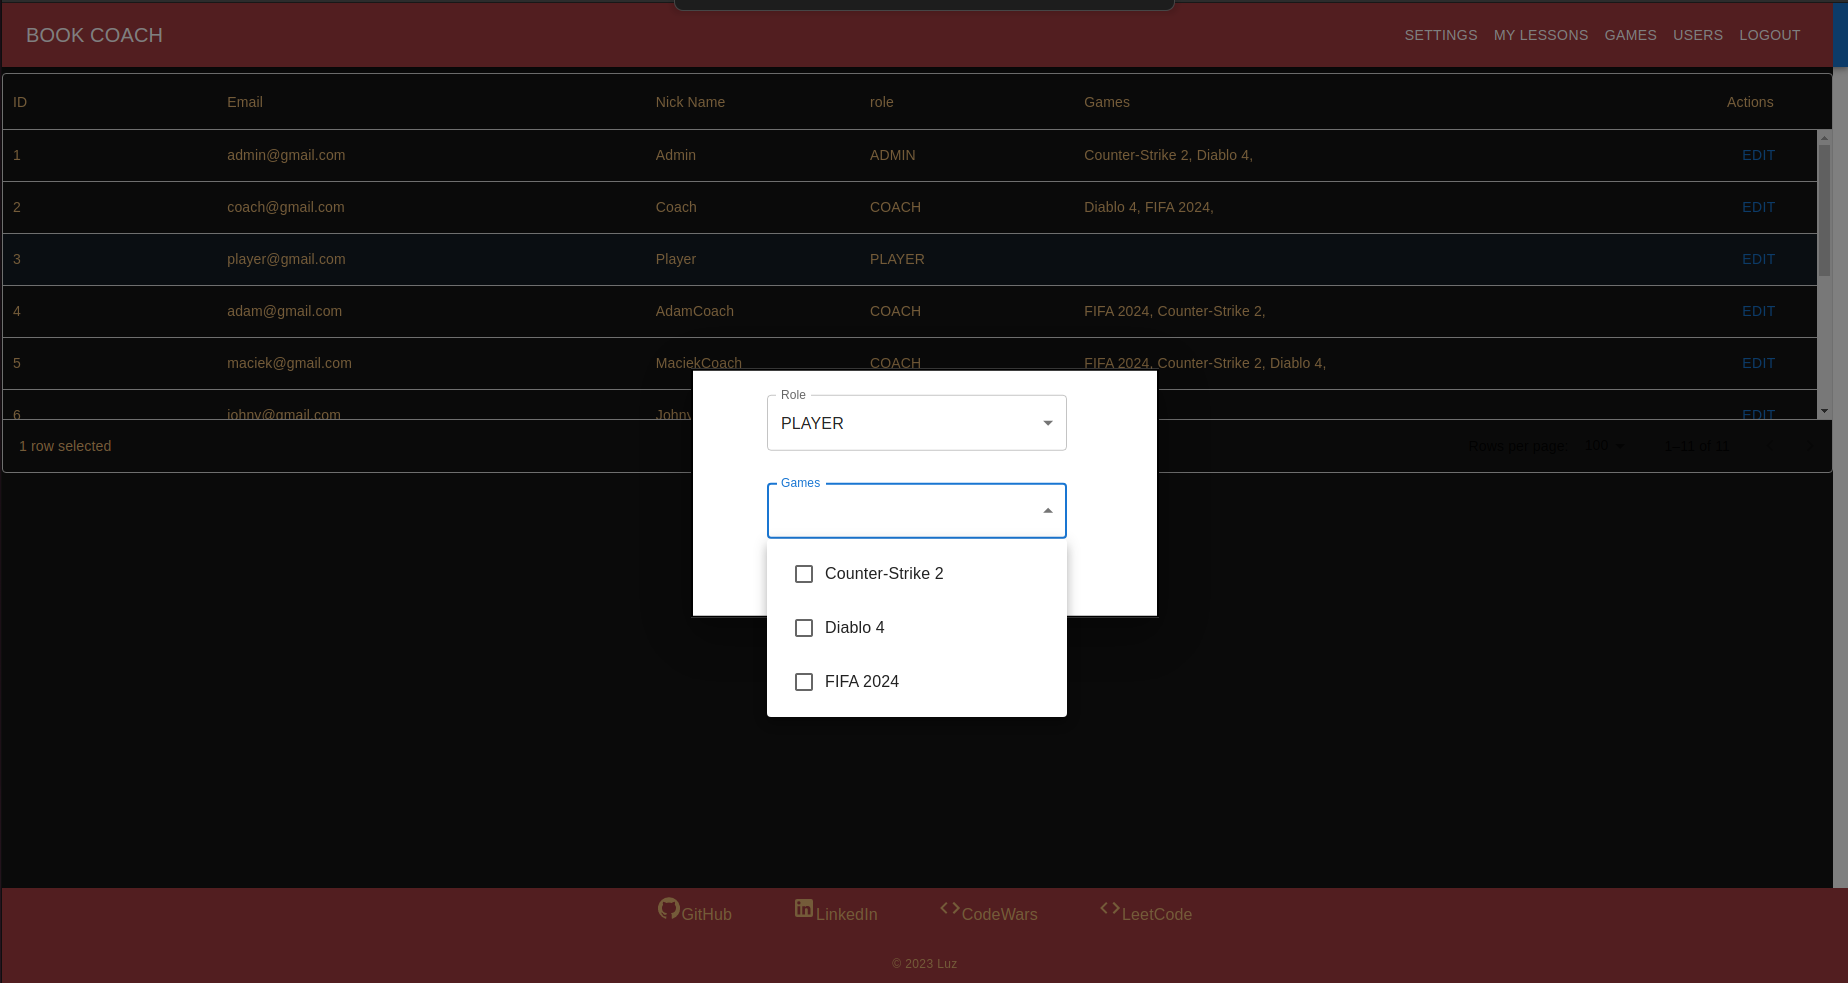 BOOK COACH SETTINGS MY LESSONS GAMES USERS LOGOUT
ID Email Nick Name role Games Actions
1 admin@gmail.com Admin ADMIN Counter-Strike 2, Diablo 4, EDIT
2 coach@gmail.com Coach COACH Diablo 4, FIFA 2024, EDIT
3 player@gmail.com Player PLAYER EDIT
4 adam@gmail.com AdamCoach COACH FIFA 2024, Counter-Strike 2, EDIT
5 maciek@gmail.com MaciekCoach COACH FIFA 2024, Counter-Strike 2, Diablo 4, EDIT
6 johny@gmail.com Johny EDIT
1 row selected Rows per page: 100 1–11 of 11
Role
PLAYER
Games
Counter-Strike 2
Diablo 4
FIFA 2024
GitHub LinkedIn CodeWars LeetCode
© 2023 Luz